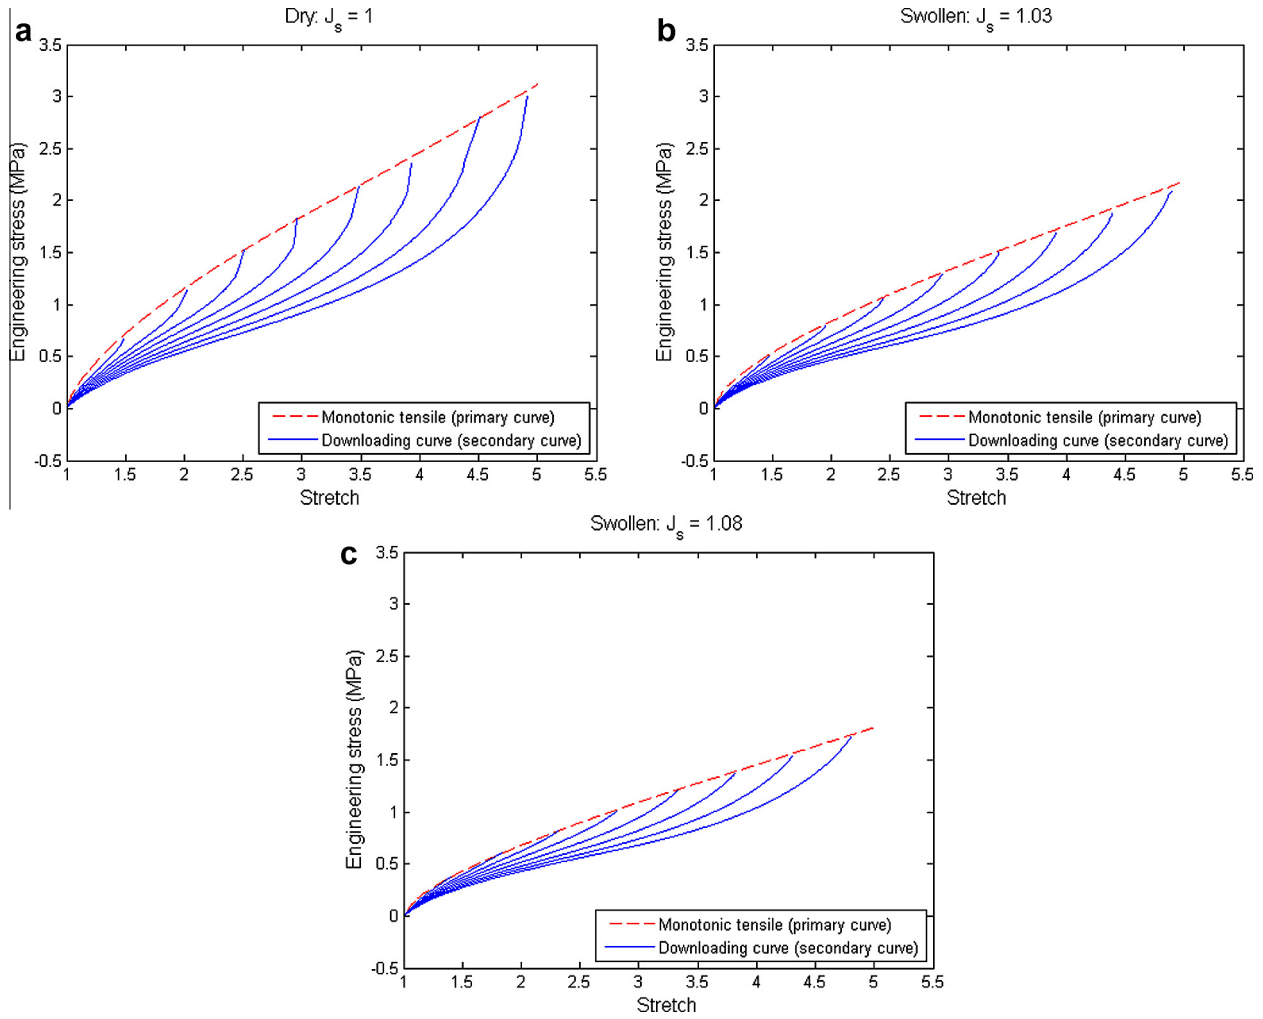 a
Dry: J_s = 1
3.5
3
2.5
2
1.5
1
0.5
0
-0.5
Engineering stress (MPa)
Monotonic tensile (primary curve)
Downloading curve (secondary curve)
1 1.5 2 2.5 3 3.5 4 4.5 5 5.5
Stretch
b
Swollen: J_s = 1.03
3.5
3
2.5
2
1.5
1
0.5
0
-0.5
Engineering stress (MPa)
Monotonic tensile (primary curve)
Downloading curve (secondary curve)
1 1.5 2 2.5 3 3.5 4 4.5 5 5.5
Stretch
c
Swollen: J_s = 1.08
3.5
3
2.5
2
1.5
1
0.5
0
-0.5
Engineering stress (MPa)
Monotonic tensile (primary curve)
Downloading curve (secondary curve)
1 1.5 2 2.5 3 3.5 4 4.5 5 5.5
Stretch